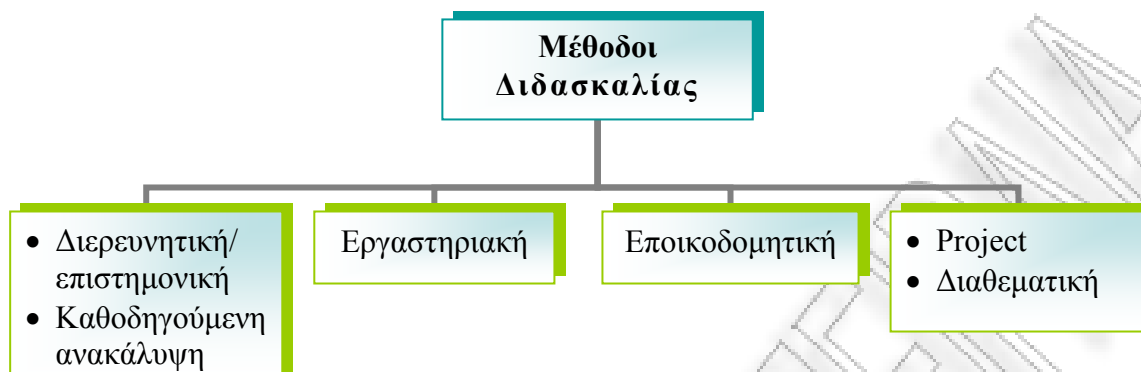 Μέθοδοι
Διδασκαλίας
• Διερευνητική/
επιστημονική
• Καθοδηγούμενη
ανακάλυψη
Εργαστηριακή
Εποικοδομητική
• Project
• Διαθεματική